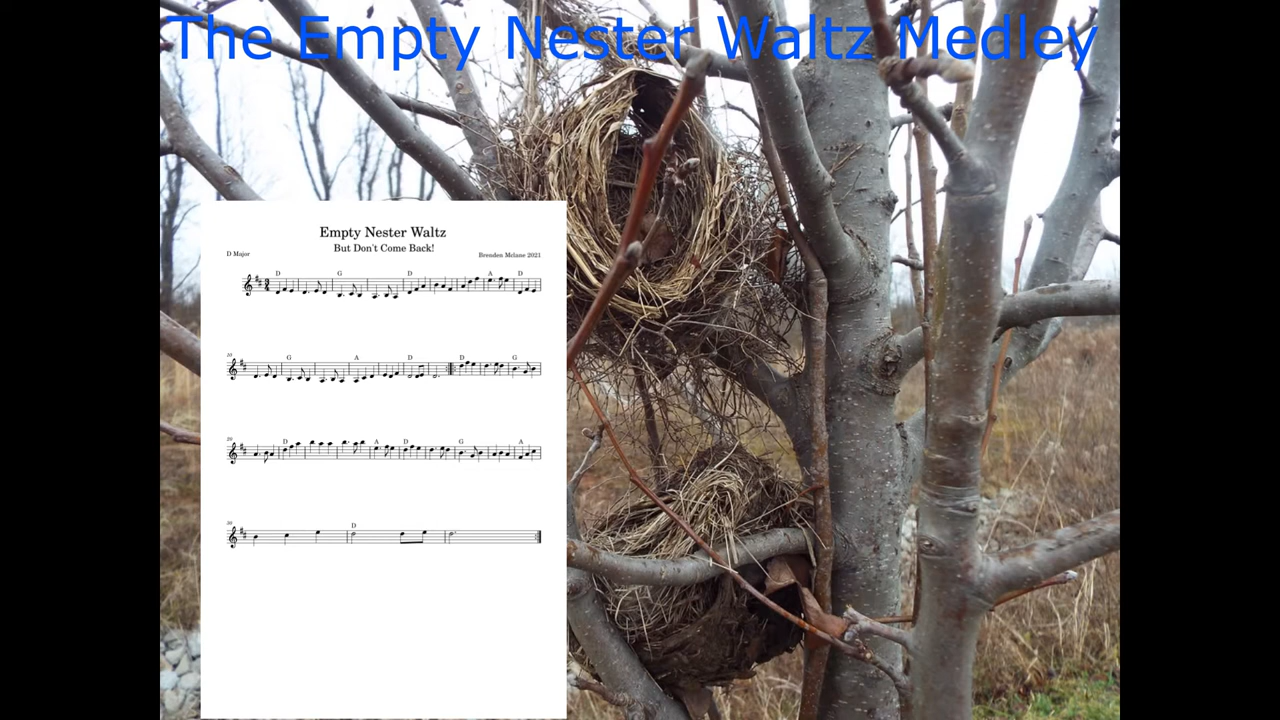 The Empty Nester Waltz Medley
Empty Nester Waltz
But Don't Come Back!
D Major
Brenden Mclane 2021
D G D A D
G A D D G
D A D G A
D